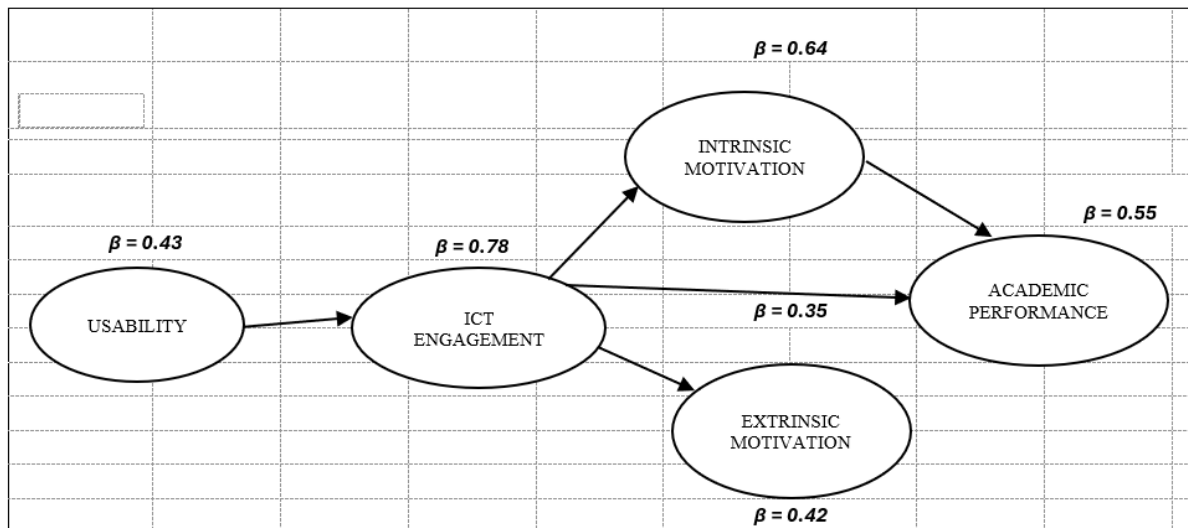 β = 0.64
INTRINSIC
MOTIVATION
β = 0.55
β = 0.43
β = 0.78
ACADEMIC
PERFORMANCE
β = 0.35
USABILITY
ICT
ENGAGEMENT
EXTRINSIC
MOTIVATION
β = 0.42